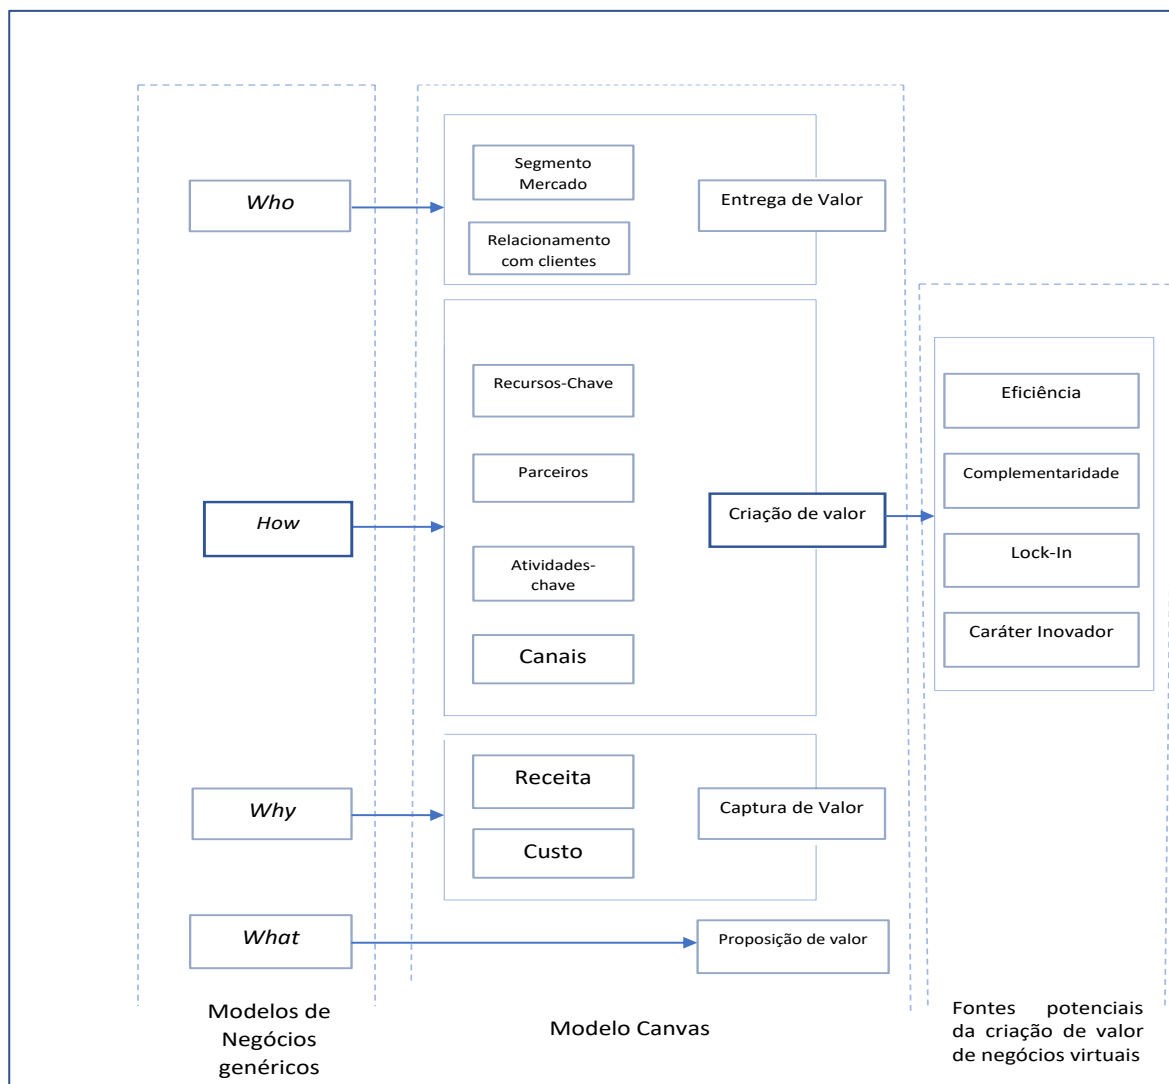 Who
Segmento
Mercado
Entrega de Valor
Relacionamento
com clientes
How
Recursos-Chave
Parceiros
Atividades-
chave
Canais
Criação de valor
Eficiência
Complementaridade
Lock-In
Caráter Inovador
Why
Receita
Custo
Captura de Valor
What
Proposição de valor
Modelos de
Negócios
genéricos
Modelo Canvas
Fontes potenciais
da criação de valor
de negócios virtuais